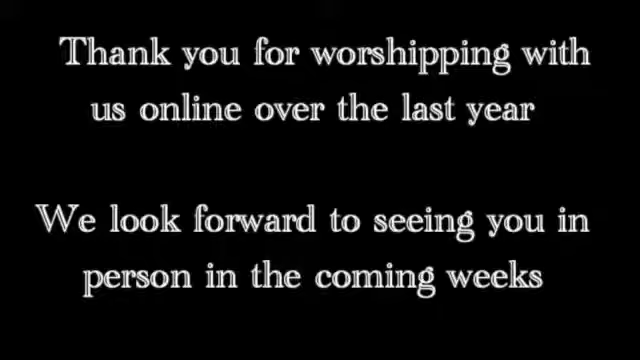 Thank you for worshipping with
us online over the last year
We look forward to seeing you in
person in the coming weeks